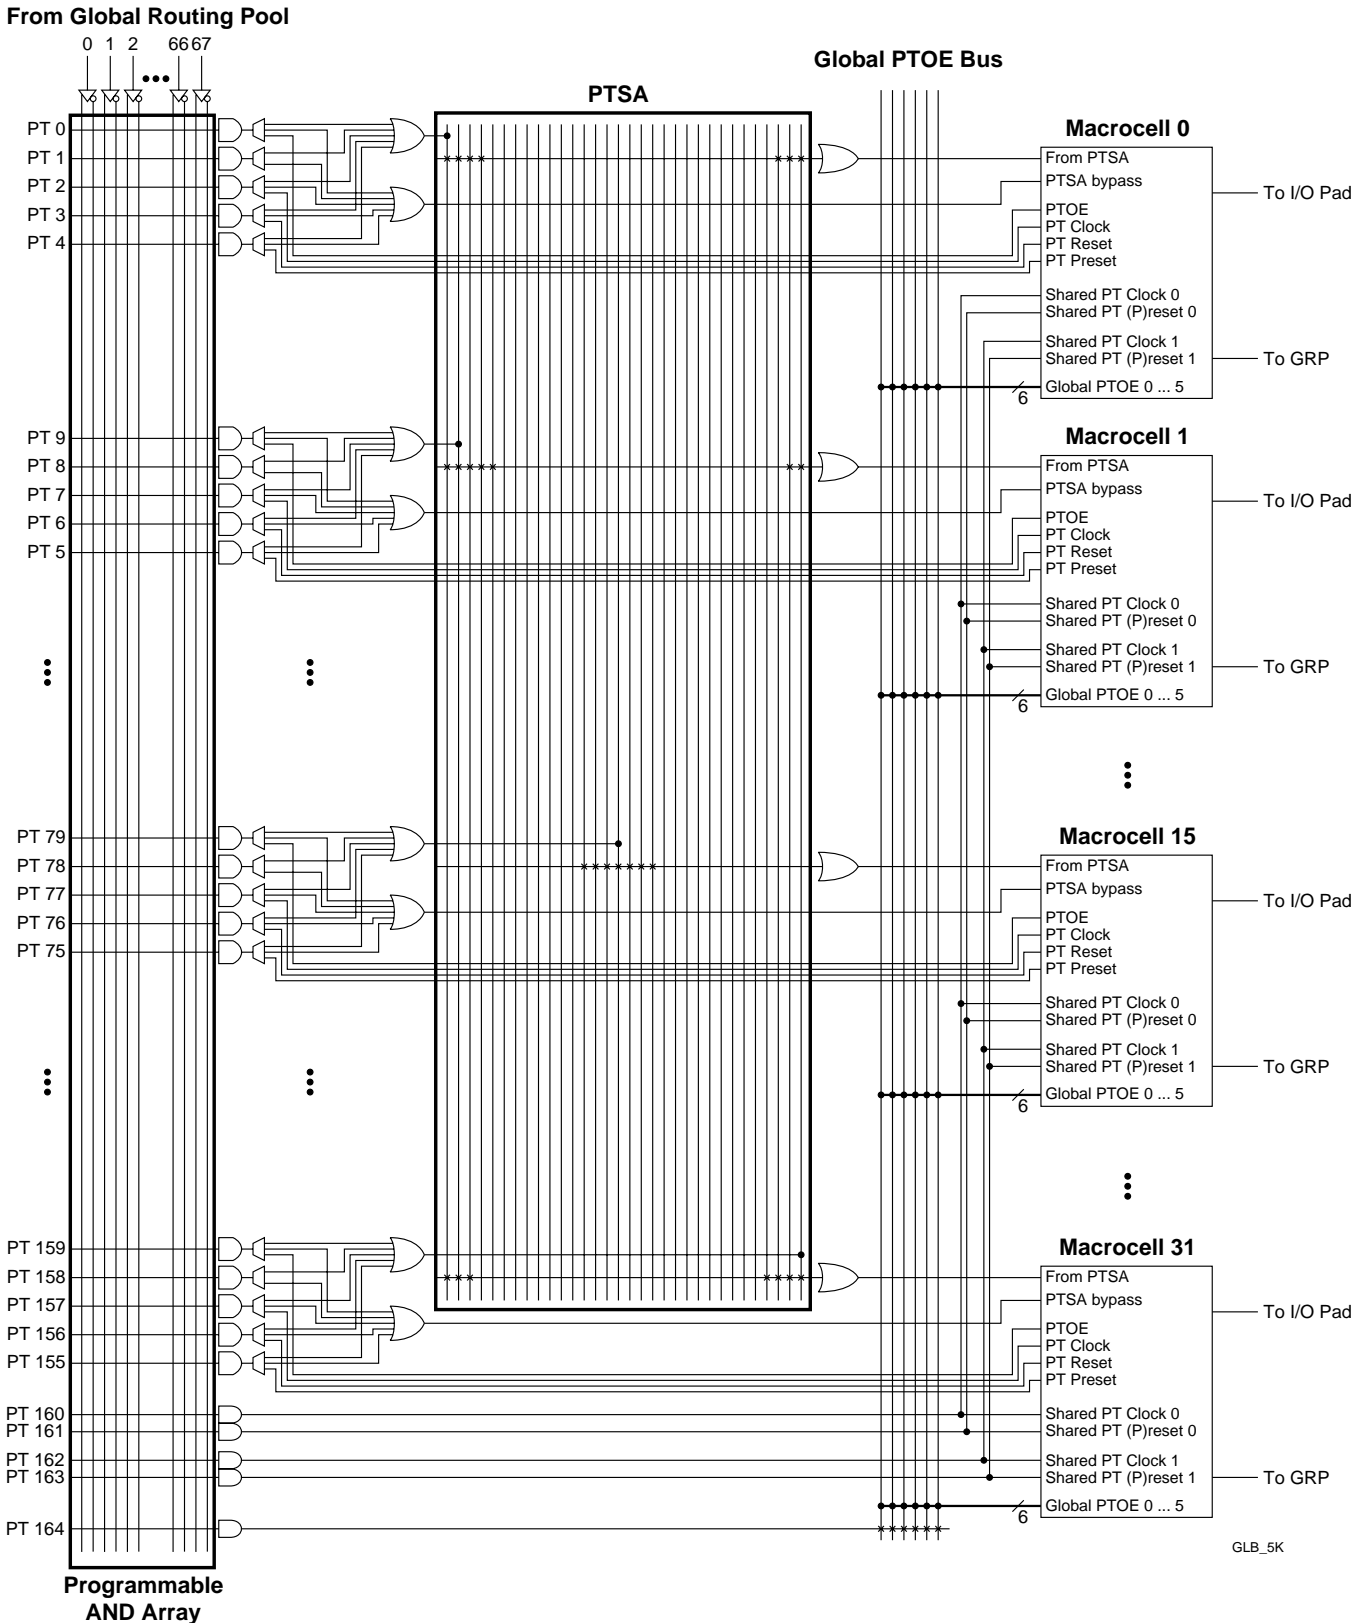 From Global Routing Pool
0 1 2 66 67
Global PTOE Bus
PTSA
PT 0
PT 1
PT 2
PT 3
PT 4
Macrocell 0
From PTSA
PTSA bypass
PTOE
PT Clock
PT Reset
PT Preset
Shared PT Clock 0
Shared PT (P)reset 0
Shared PT Clock 1
Shared PT (P)reset 1
Global PTOE 0 ... 5
6
To I/O Pad
To GRP
PT 9
PT 8
PT 7
PT 6
PT 5
Macrocell 1
From PTSA
PTSA bypass
PTOE
PT Clock
PT Reset
PT Preset
Shared PT Clock 0
Shared PT (P)reset 0
Shared PT Clock 1
Shared PT (P)reset 1
Global PTOE 0 ... 5
6
To I/O Pad
To GRP
PT 79
PT 78
PT 77
PT 76
PT 75
Macrocell 15
From PTSA
PTSA bypass
PTOE
PT Clock
PT Reset
PT Preset
Shared PT Clock 0
Shared PT (P)reset 0
Shared PT Clock 1
Shared PT (P)reset 1
Global PTOE 0 ... 5
6
To I/O Pad
To GRP
PT 159
PT 158
PT 157
PT 156
PT 155
PT 160
PT 161
PT 162
PT 163
PT 164
Macrocell 31
From PTSA
PTSA bypass
PTOE
PT Clock
PT Reset
PT Preset
Shared PT Clock 0
Shared PT (P)reset 0
Shared PT Clock 1
Shared PT (P)reset 1
Global PTOE 0 ... 5
6
To I/O Pad
To GRP
GLB_5K
Programmable
AND Array